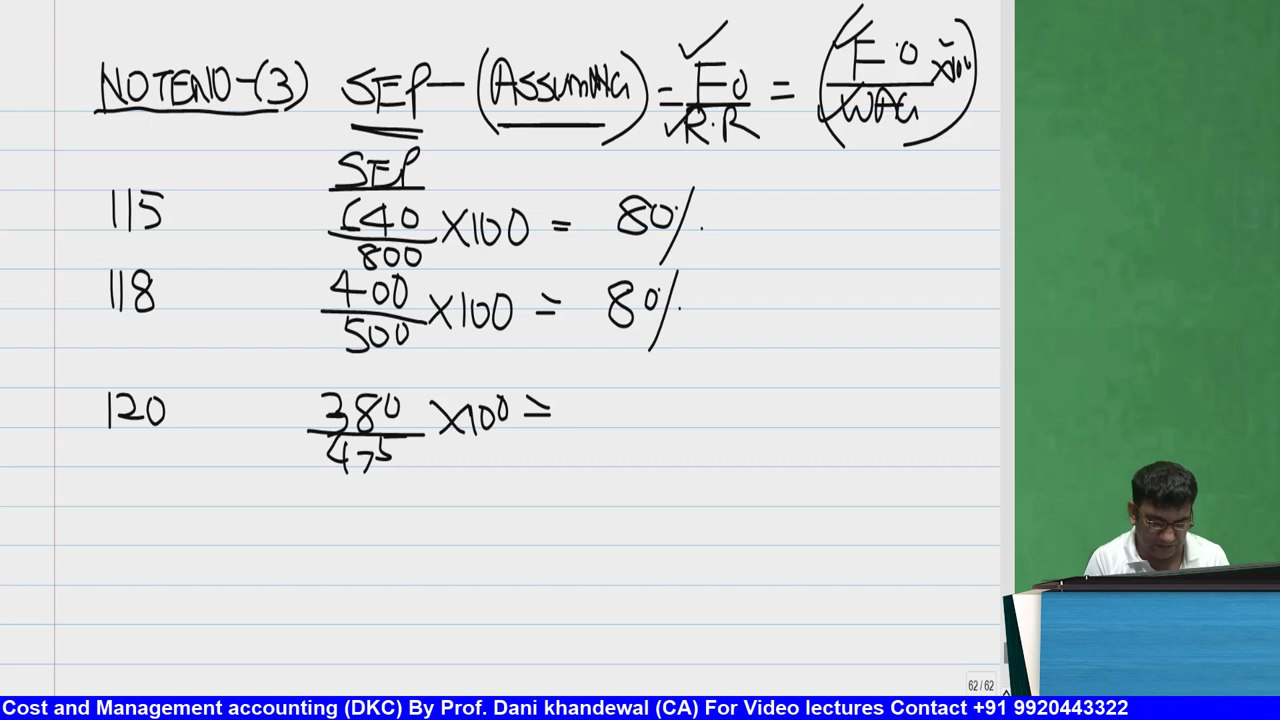 NOTE NO-(3) SEP-(ASSUMING) = F O / R.R = (F.O / WAG X100)
SEP
115 640/800 X100 = 80%.
118 400/500 X100 = 80%.
120 380/475 X100 =
62 / 62
Cost and Management accounting (DKC) By Prof. Dani khandewal (CA) For Video lectures Contact +91 9920443322